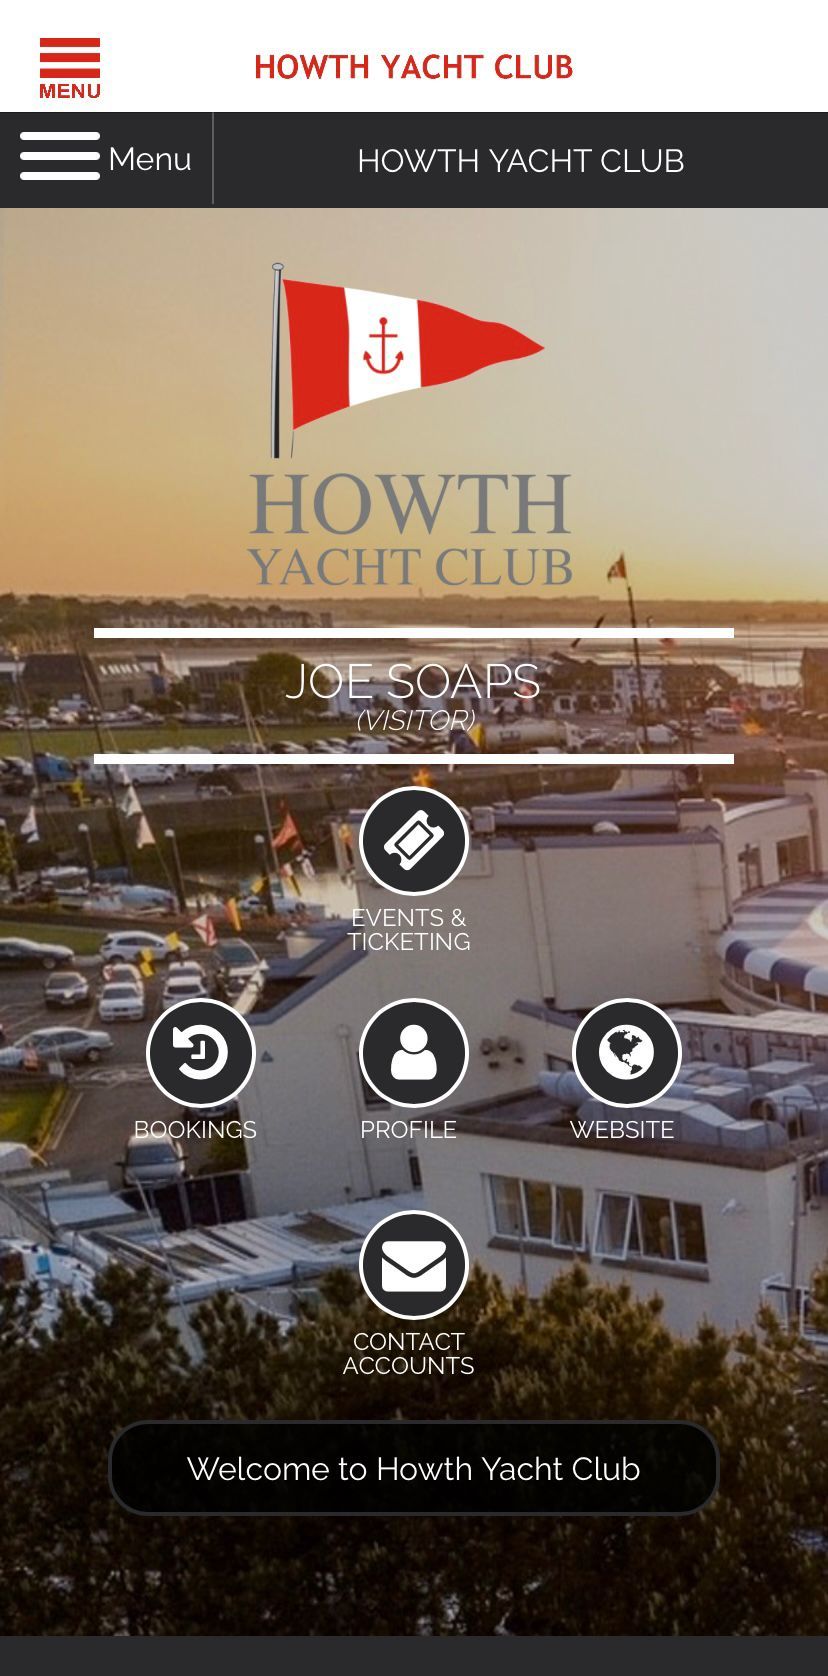 MENU
HOWTH YACHT CLUB
Menu
HOWTH YACHT CLUB
HOWTH
YACHT CLUB
JOE SOAPS
(VISITOR)
EVENTS &
TICKETING
BOOKINGS
PROFILE
WEBSITE
CONTACT
ACCOUNTS
Welcome to Howth Yacht Club